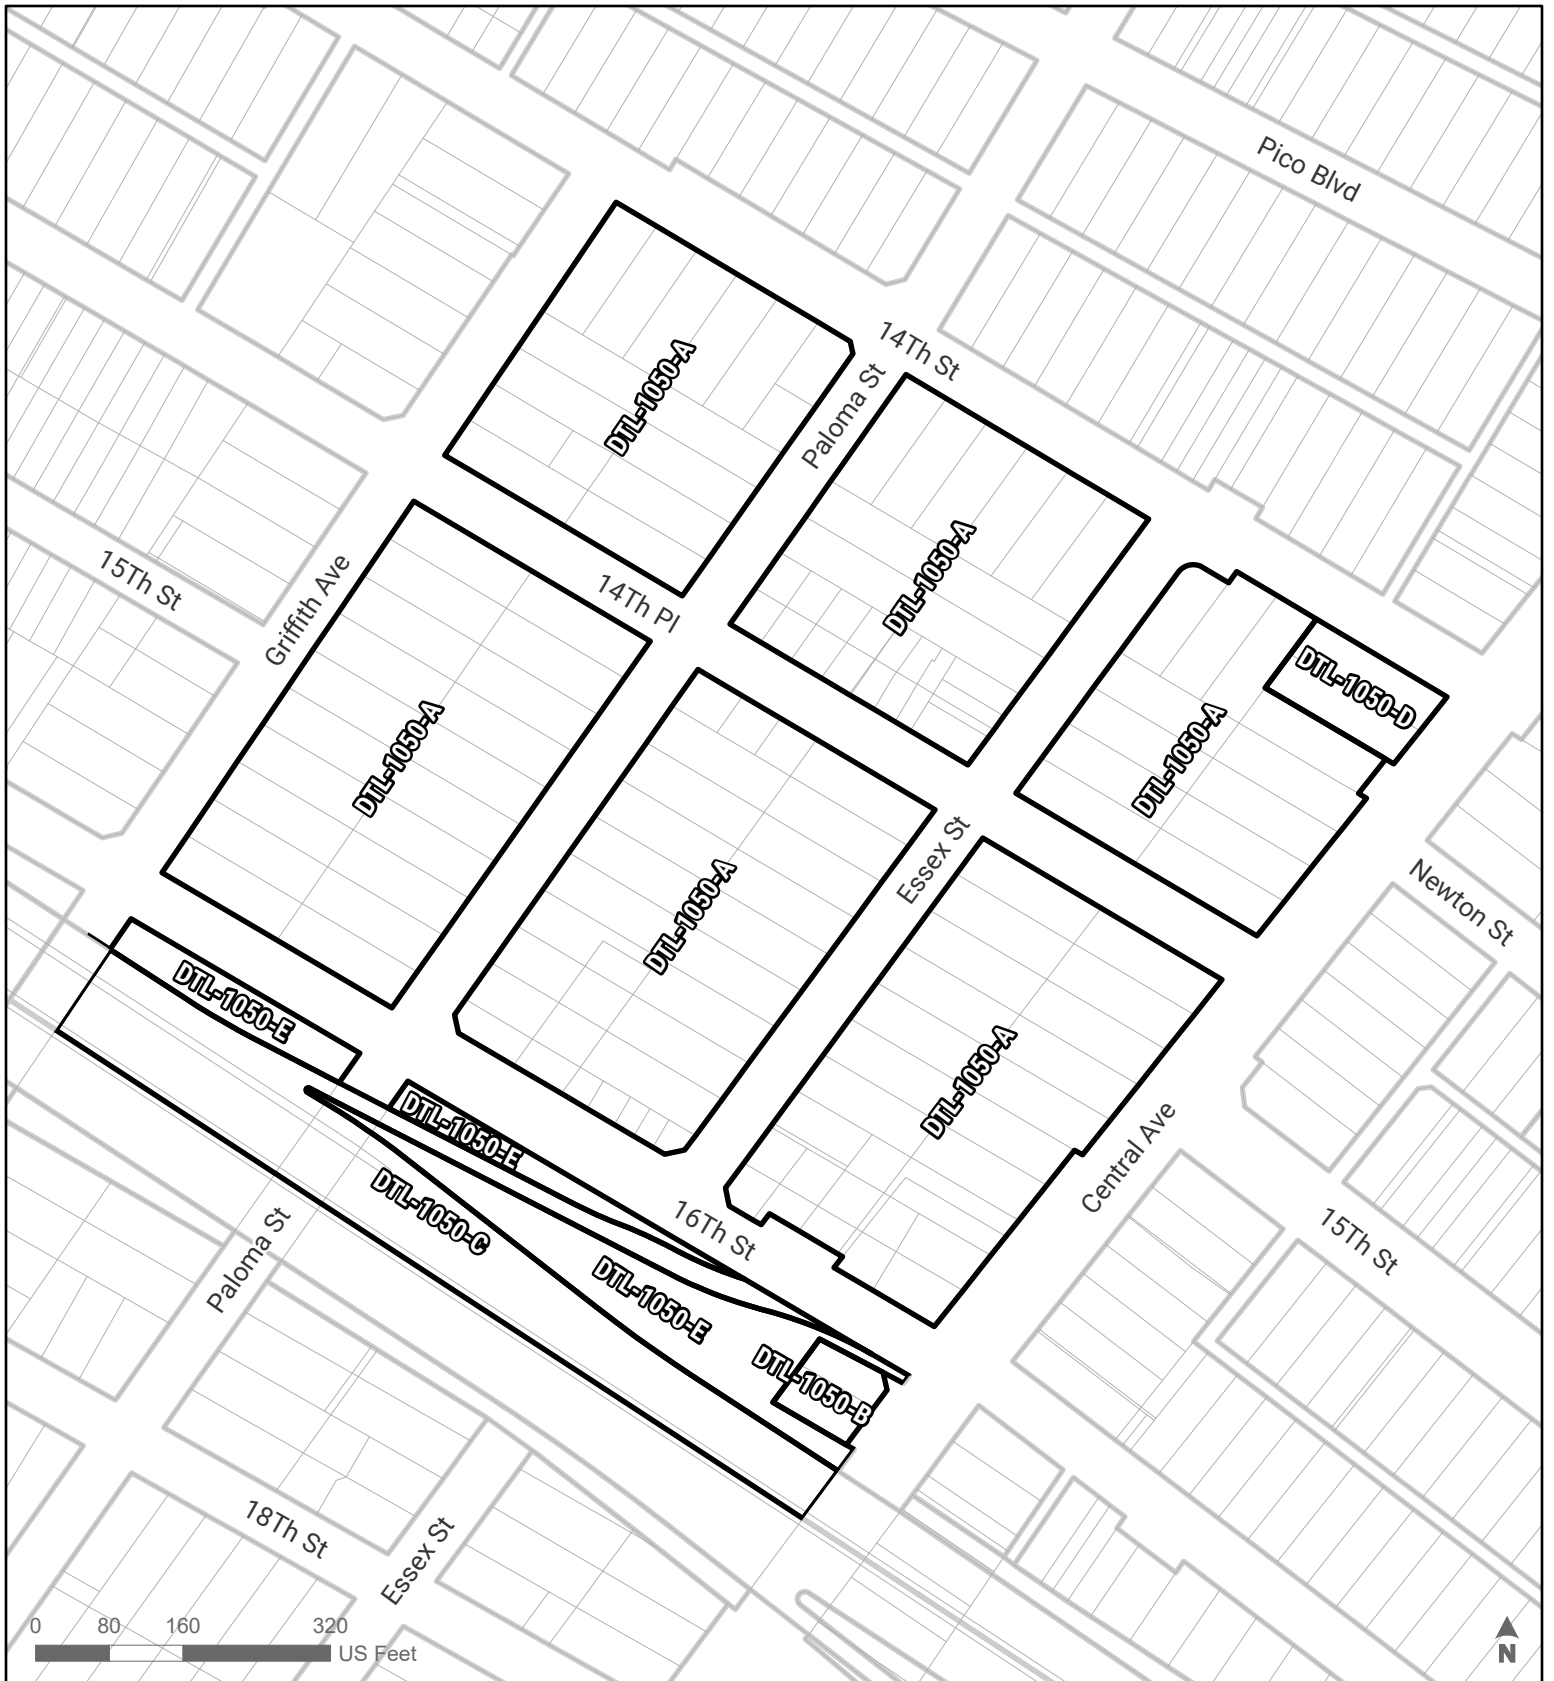 Pico Blvd
14Th St
DTL-1050-A
Paloma St
DTL-1050-A
15Th St
Griffith Ave
14Th Pl
DTL-1050-D
DTL-1050-A
DTL-1050-A
Essex St
DTL-1050-A
Newton St
DTL-1050-E
DTL-1050-A
DTL-1050-E
Central Ave
DTL-1050-C
16Th St
15Th St
Paloma St
DTL-1050-E
DTL-1050-B
18Th St
Essex St
0 80 160 320
US Feet
N